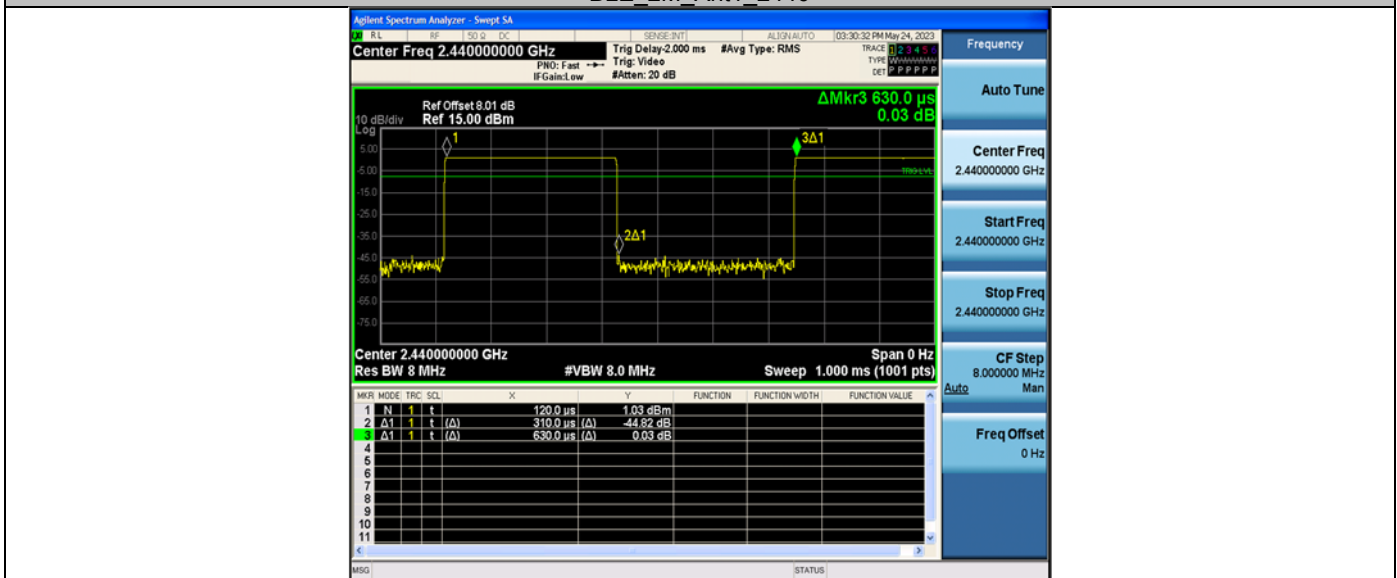 Agilent Spectrum Analyzer - Swept SA
RL RF 50 Ω DC SENSE:INT ALIGN AUTO 03:30:32 PM May 24, 2023
Center Freq 2.440000000 GHz
PNO: Fast
IFGain:Low
Trig Delay-2.000 ms
Trig: Video
#Atten: 20 dB
#Avg Type: RMS
TRACE 1 2 3 4 5 6
TYPE
DET P P P P P P
ΔMkr3 630.0 µs
0.03 dB
Ref Offset 8.01 dB
10 dB/div Ref 15.00 dBm
Log
1
3Δ1
5.00
-5.00
TRIG LVL
-15.0
-25.0
-35.0
2Δ1
-45.0
-55.0
-65.0
-75.0
Center 2.440000000 GHz Span 0 Hz
Res BW 8 MHz #VBW 8.0 MHz Sweep 1.000 ms (1001 pts)
MKR MODE TRC SCL X Y FUNCTION FUNCTION WIDTH FUNCTION VALUE
1 N 1 t 120.0 µs 1.03 dBm
2 Δ1 1 t (Δ) 310.0 µs (Δ) -44.82 dB
3 Δ1 1 t (Δ) 630.0 µs (Δ) 0.03 dB
4
5
6
7
8
9
10
11
MSG STATUS
Frequency
Auto Tune
Center Freq
2.440000000 GHz
Start Freq
2.440000000 GHz
Stop Freq
2.440000000 GHz
CF Step
8.000000 MHz
Auto Man
Freq Offset
0 Hz